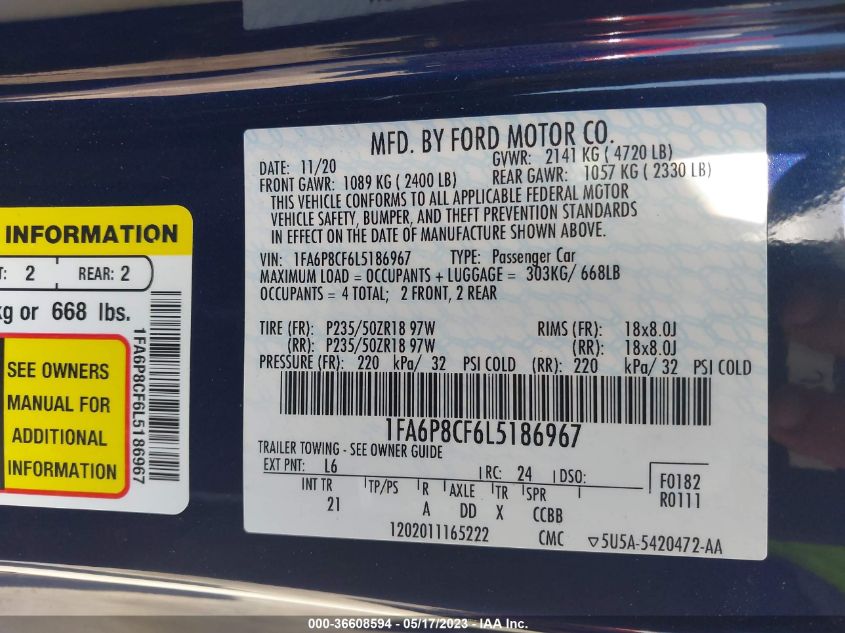 MFD. BY FORD MOTOR CO.
DATE: 11/20 GVWR: 2141 KG ( 4720 LB)
FRONT GAWR: 1089 KG ( 2400 LB) REAR GAWR: 1057 KG ( 2330 LB)
THIS VEHICLE CONFORMS TO ALL APPLICABLE FEDERAL MOTOR
VEHICLE SAFETY, BUMPER, AND THEFT PREVENTION STANDARDS
IN EFFECT ON THE DATE OF MANUFACTURE SHOWN ABOVE.
VIN: 1FA6P8CF6L5186967 TYPE: Passenger Car
MAXIMUM LOAD = OCCUPANTS + LUGGAGE = 303KG/ 668LB
OCCUPANTS = 4 TOTAL; 2 FRONT, 2 REAR
TIRE (FR): P235/50ZR18 97W RIMS (FR): 18x8.0J
(RR): P235/50ZR18 97W (RR): 18x8.0J
PRESSURE (FR): 220 kPa/ 32 PSI COLD (RR): 220 kPa/ 32 PSI COLD
1FA6P8CF6L5186967
TRAILER TOWING - SEE OWNER GUIDE
EXT PNT: L6 RC: 24 DSO: F0182
R0111
INT TR TP/PS R AXLE TR SPR
21 A DD X CCBB
1202011165222 CMC ▽5U5A-5420472-AA
INFORMATION
: 2 REAR: 2
kg or 668 lbs.
SEE OWNERS
MANUAL FOR
ADDITIONAL
INFORMATION
1FA6P8CF6L5186967
000-36608594 - 05/17/2023 - IAA Inc.